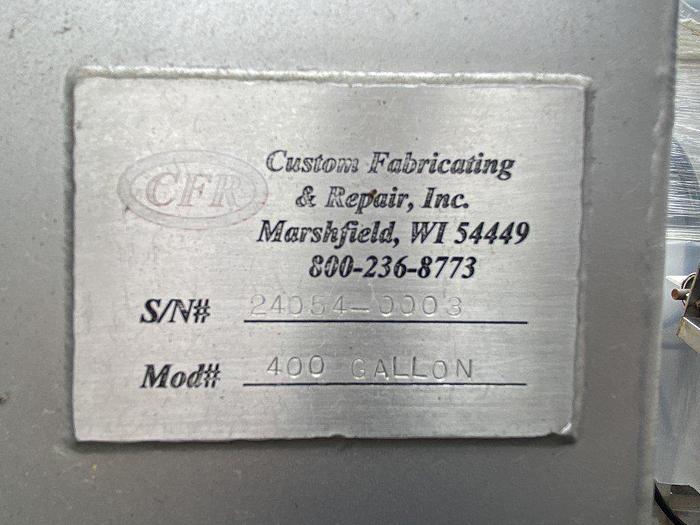 CFR
Custom Fabricating
& Repair, Inc.
Marshfield, WI 54449
800-236-8773
S/N# 24054-0003
Mod# 400 GALLON